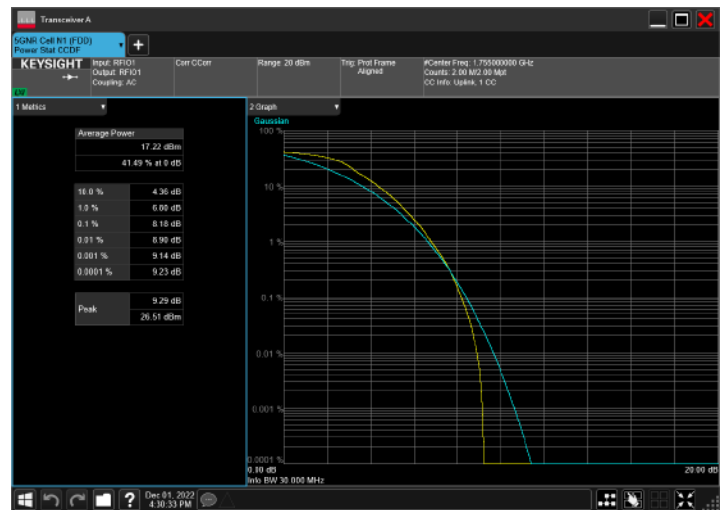 Transceiver A
5GNR Cell N1 (FDD)
Power Stat CCDF
KEYSIGHT
Input: RFIO1
Output: RFIO1
Coupling: AC
Corr CCorr
Range: 20 dBm
Trig: Prot Frame
Aligned
#Center Freq: 1.755000000 GHz
Counts: 2.00 M/2.00 Mpt
CC Info: Uplink, 1 CC
1 Metrics
Average Power
17.22 dBm
41.49 % at 0 dB
10.0 % 4.36 dB
1.0 % 6.80 dB
0.1 % 8.18 dB
0.01 % 8.90 dB
0.001 % 9.14 dB
0.0001 % 9.23 dB
Peak
9.29 dB
26.51 dBm
2 Graph
Gaussian
100 %
10 %
1 %
0.1 %
0.01 %
0.001 %
0.0001 %
0.00 dB
20.00 dB
Info BW 30.000 MHz
?
Dec 01, 2022
4:30:33 PM